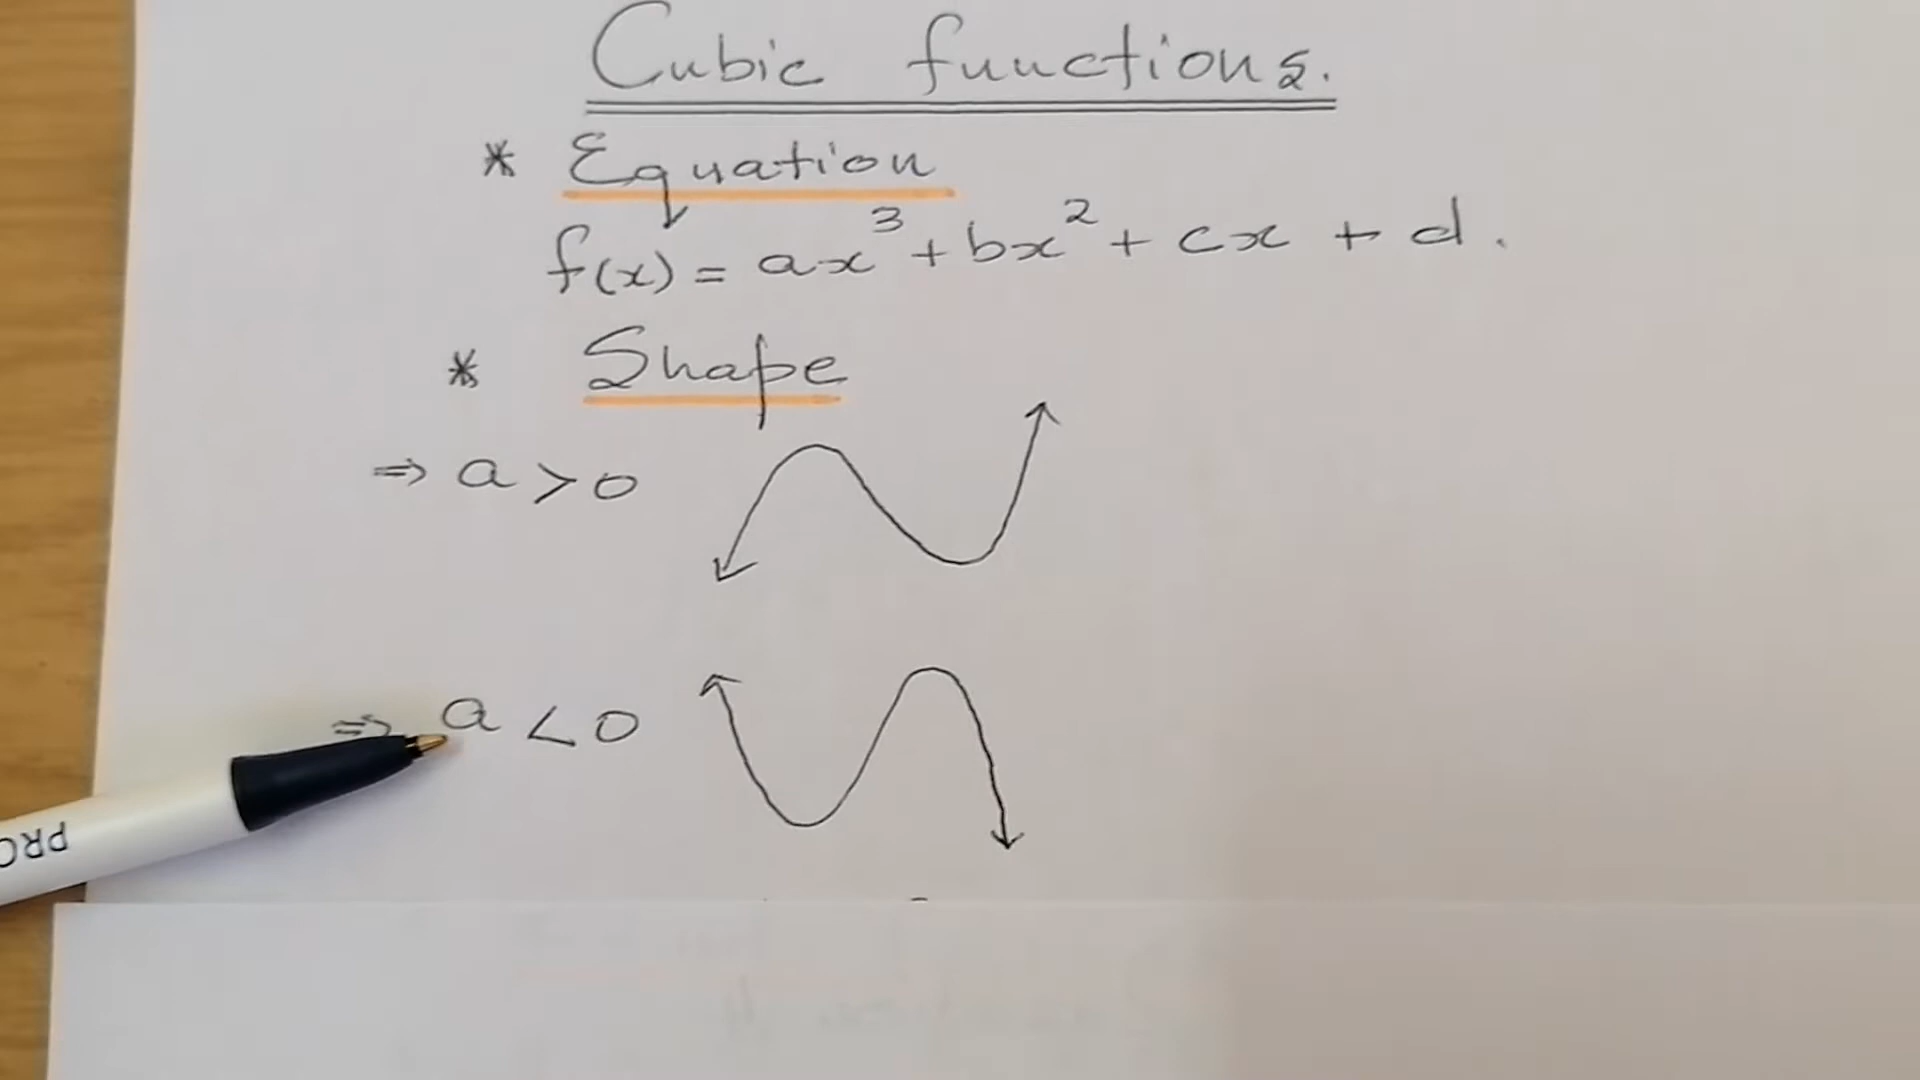 Cubic functions.
* Equation
f(x) = ax³ + bx² + cx + d.
* Shape
⇒ a > 0
⇒ a < 0
PRO